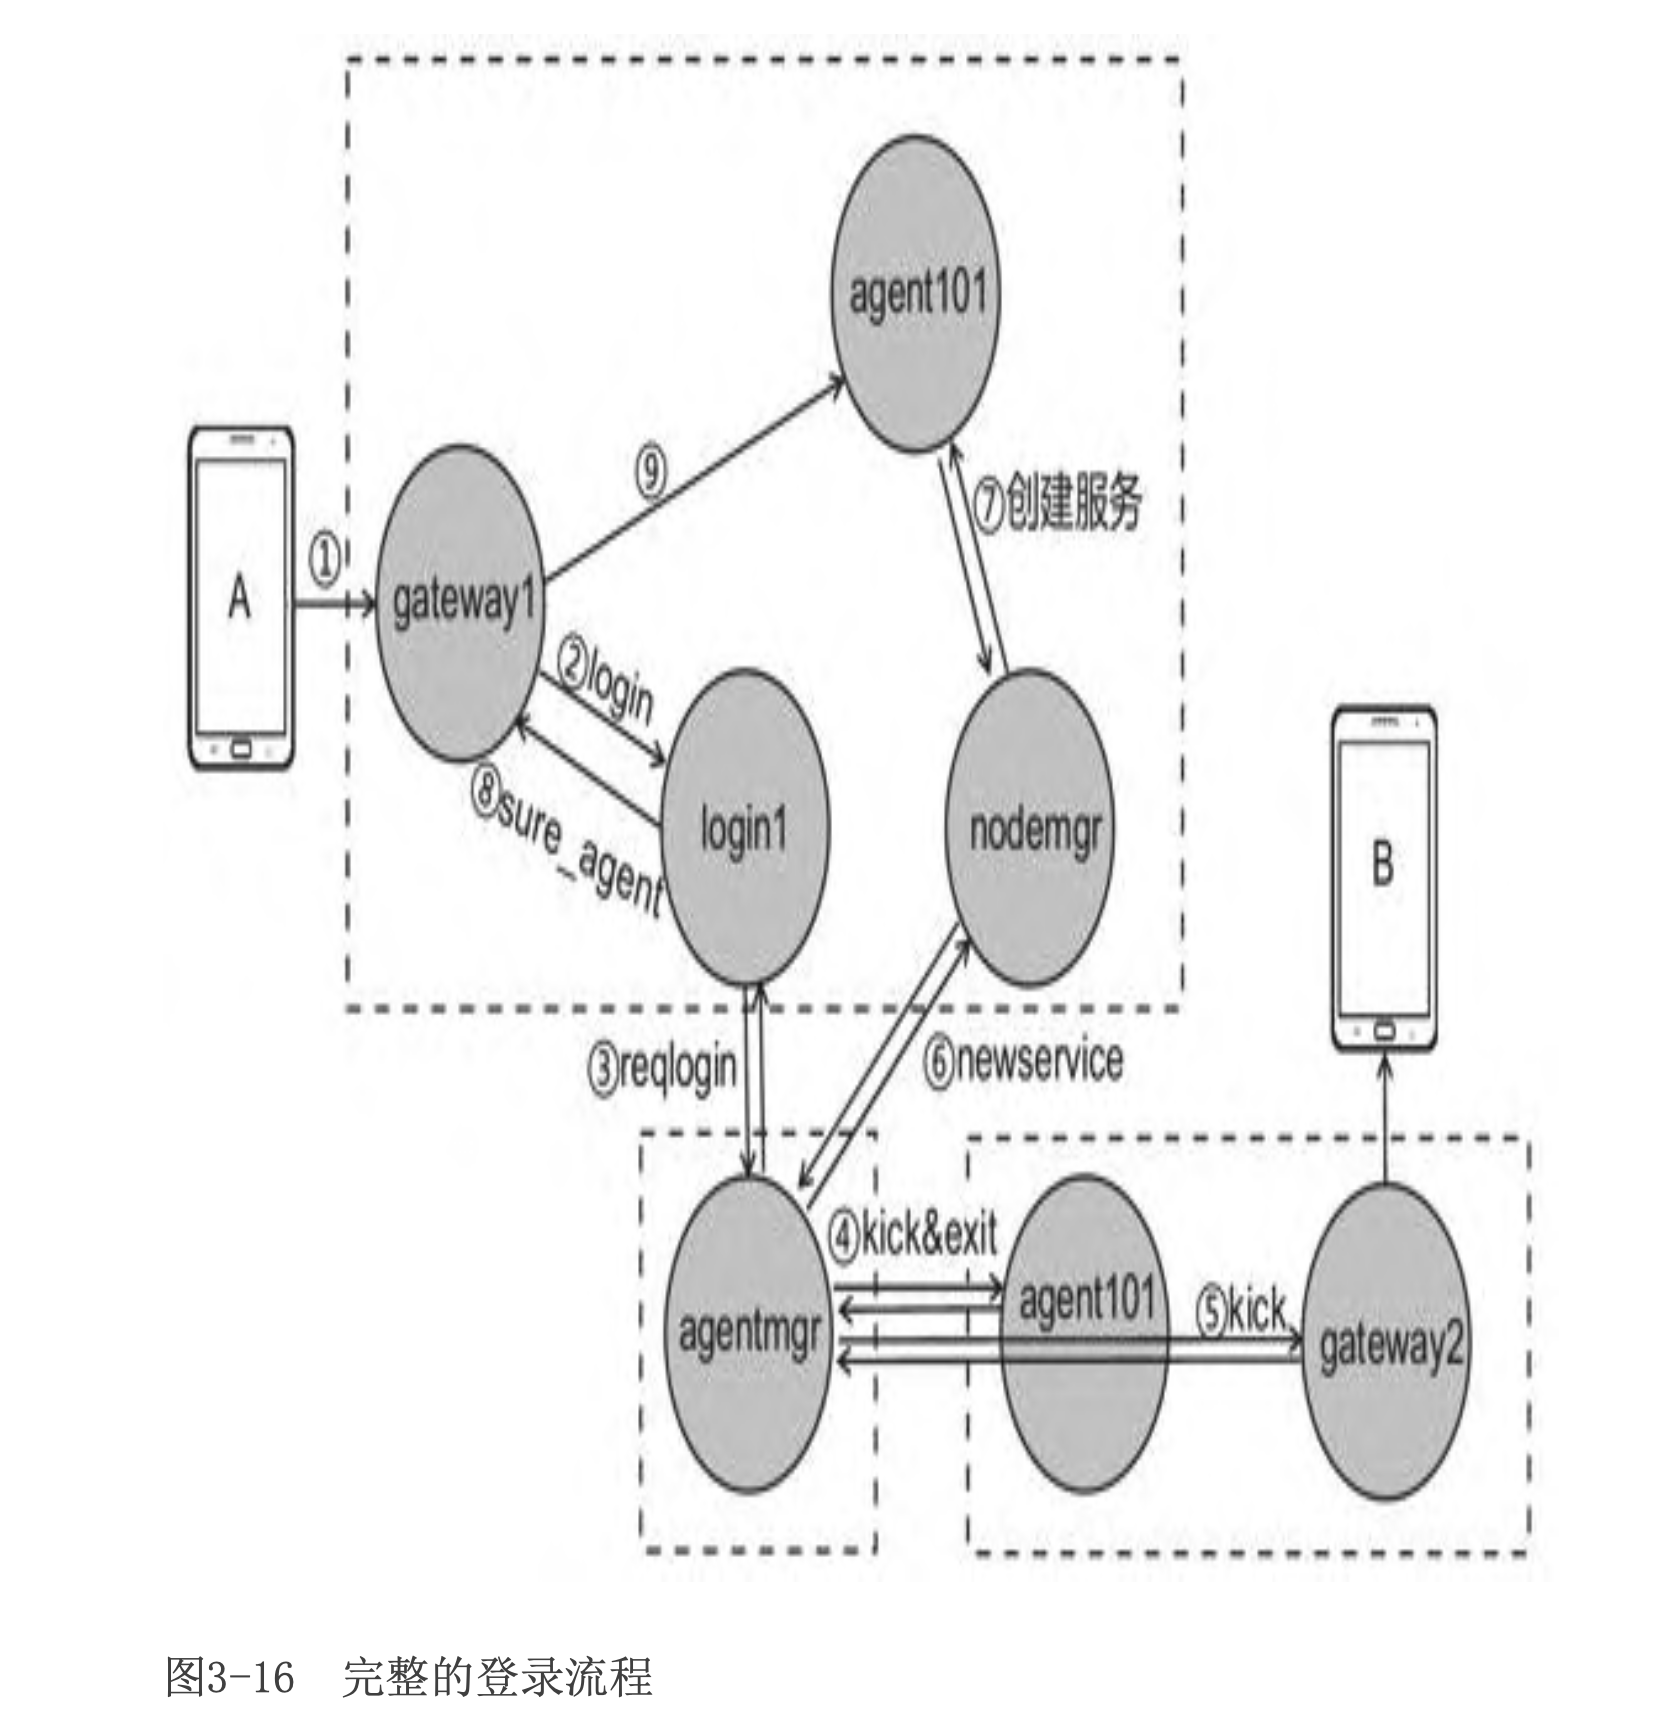 agent101
⑨
⑦创建服务
A
①
gateway1
②login
⑧sure_agent
login1
nodemgr
B
③reqlogin
⑥newservice
④kick&exit
agentmgr
agent101
⑤kick
gateway2
图3-16 完整的登录流程